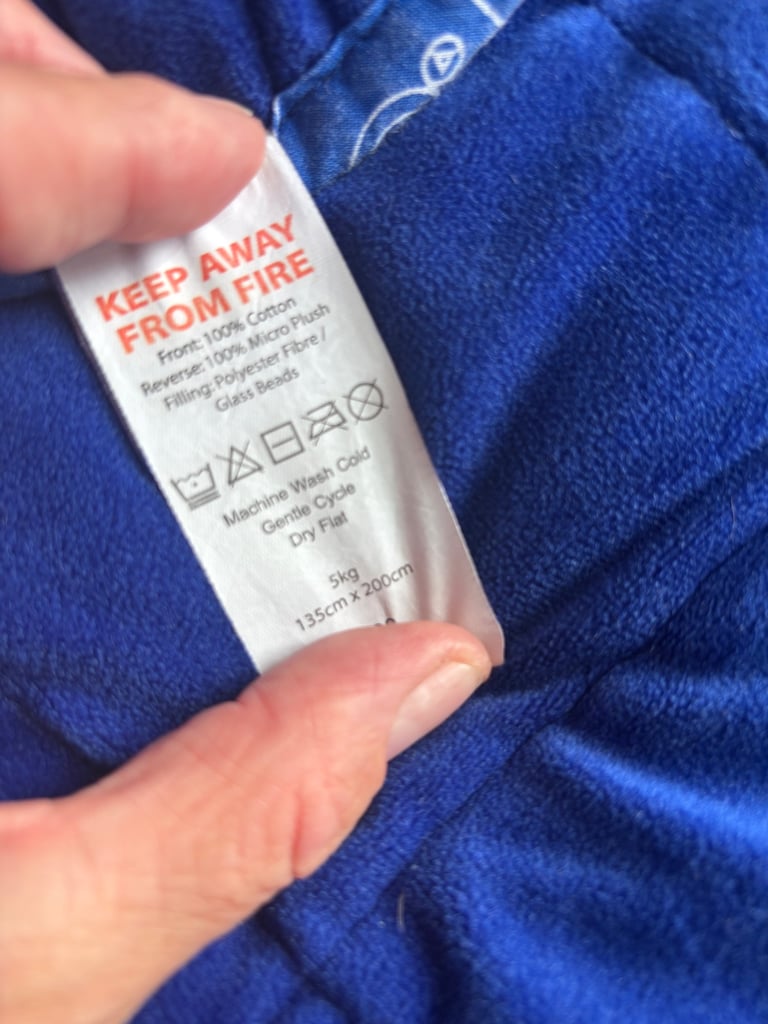 KEEP AWAY
FROM FIRE
Front: 100% Cotton
Reverse: 100% Micro Plush
Filling: Polyester Fibre /
Glass Beads
Machine Wash Cold
Gentle Cycle
Dry Flat
5kg
135cm x 200cm